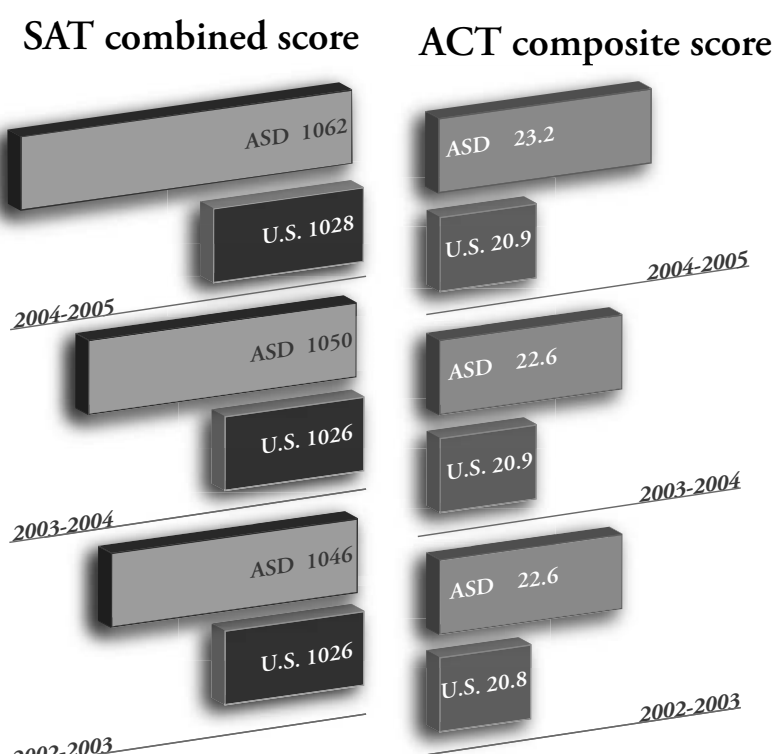 SAT combined score
ASD 1062
U.S. 1028
2004-2005
ASD 1050
U.S. 1026
2003-2004
ASD 1046
U.S. 1026
2002-2003
ACT composite score
ASD 23.2
U.S. 20.9
2004-2005
ASD 22.6
U.S. 20.9
2003-2004
ASD 22.6
U.S. 20.8
2002-2003